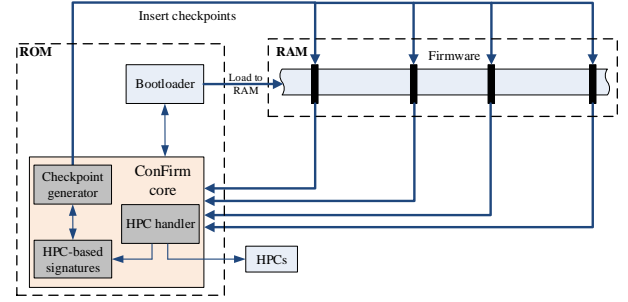 Insert checkpoints
ROM
RAM
Firmware
Bootloader
Load to
RAM
ConFirm
core
Checkpoint
generator
HPC handler
HPC-based
signatures
HPCs